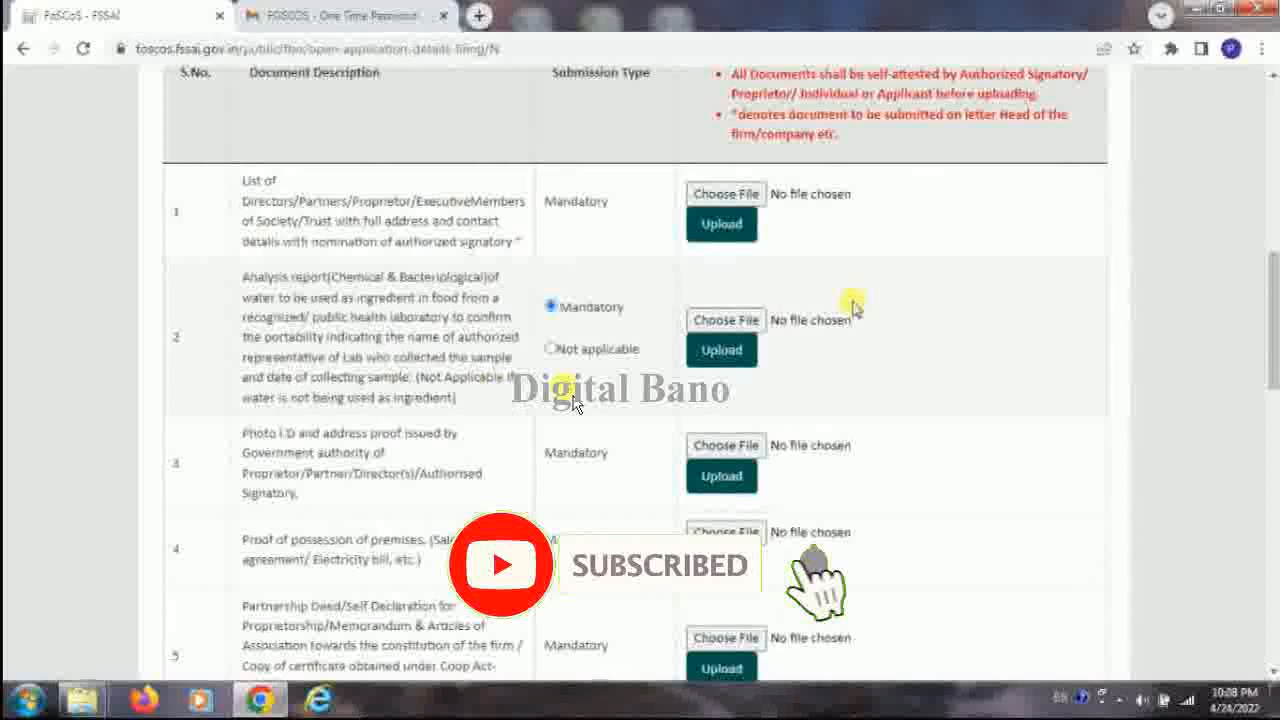 FoSCoS - FSSAI
FOSCOS - One Time Password
foscos.fssai.gov.in/public/fbo/open-application-details-filing/N
S.No.
Document Description
Submission Type
All Documents shall be self-attested by Authorized Signatory/
Proprietor/ Individual or Applicant before uploading.
*denotes document to be submitted on letter Head of the
firm/company etc.
1
List of
Directors/Partners/Proprietor/ExecutiveMembers
of Society/Trust with full address and contact
details with nomination of authorized signatory *
Mandatory
Choose File No file chosen
Upload
2
Analysis report(Chemical & Bacteriological)of
water to be used as ingredient in food from a
recognized/ public health laboratory to confirm
the portability indicating the name of authorized
representative of Lab who collected the sample
and date of collecting sample. (Not Applicable if
water is not being used as ingredient)
Mandatory
Not applicable
Choose File No file chosen
Upload
Digital Bano
3
Photo I.D and address proof issued by
Government authority of
Proprietor/Partner/Director(s)/Authorised
Signatory.
Mandatory
Choose File No file chosen
Upload
4
Proof of possession of premises. (Sale
agreement/ Electricity bill, etc.)
Choose File No file chosen
SUBSCRIBED
5
Partnership Deed/Self Declaration for
Proprietorship/Memorandum & Articles of
Association towards the constitution of the firm /
Copy of certificate obtained under Coop Act-
Mandatory
Choose File No file chosen
Upload
P
EN
10:08 PM
4/24/2022